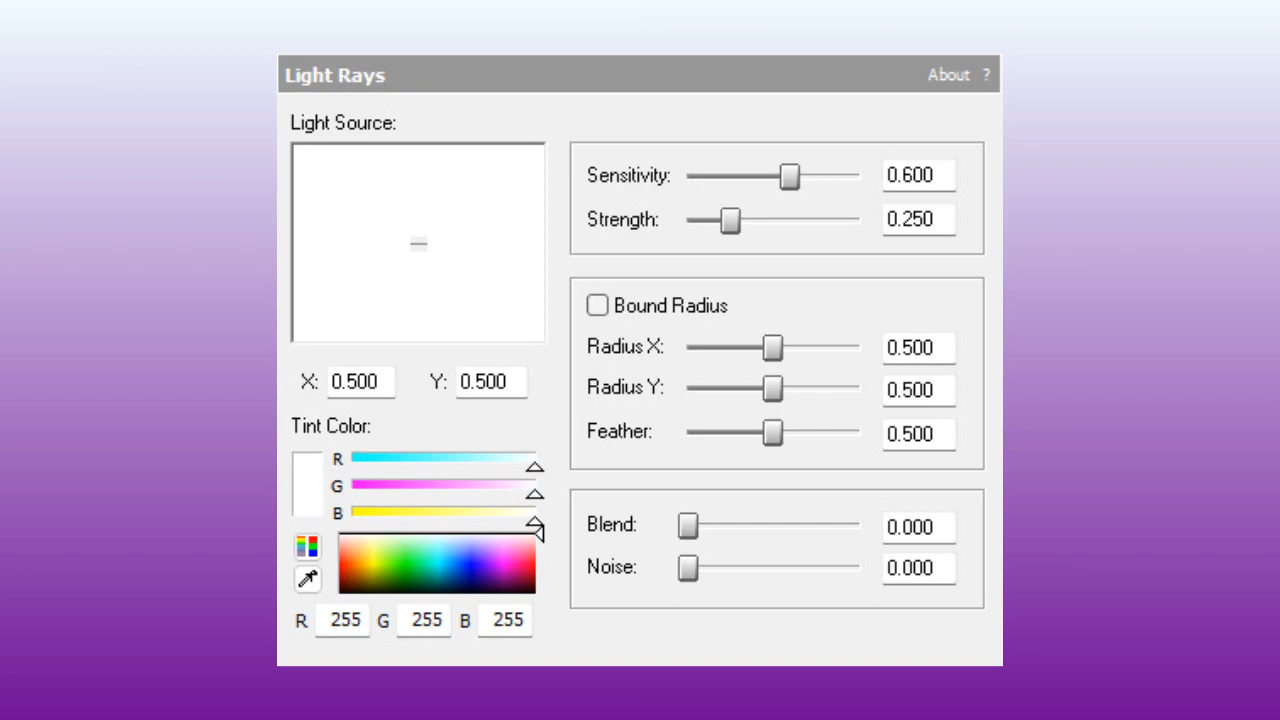 Light Rays About ?
Light Source:
X: 0.500 Y: 0.500
Tint Color:
R
G
B
R 255 G 255 B 255
Sensitivity: 0.600
Strength: 0.250
Bound Radius
Radius X: 0.500
Radius Y: 0.500
Feather: 0.500
Blend: 0.000
Noise: 0.000